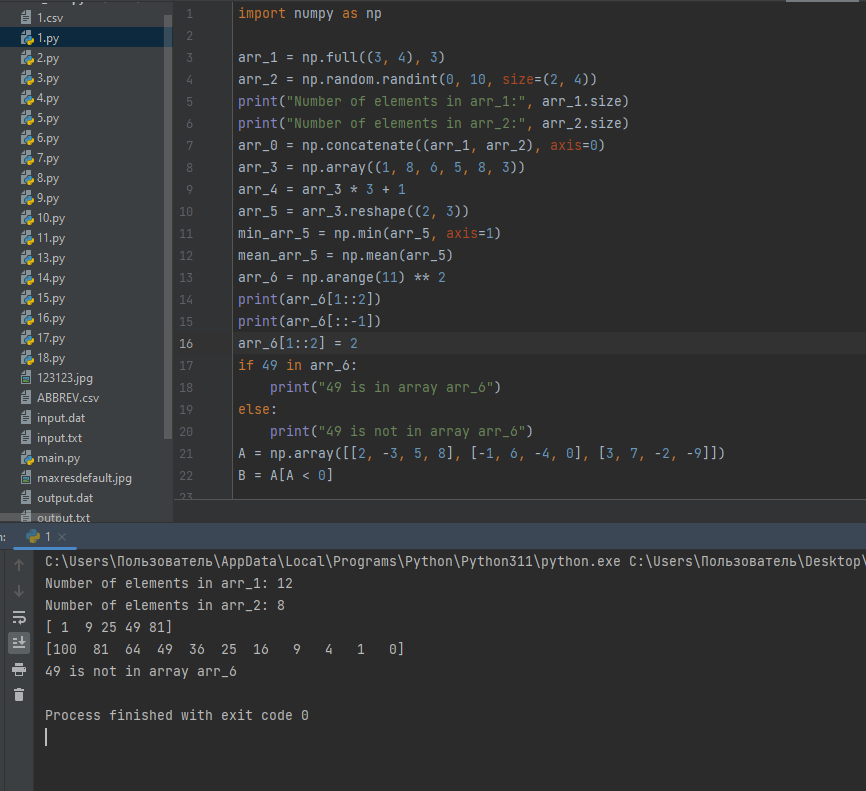 1.csv
1.py
2.py
3.py
4.py
5.py
6.py
7.py
8.py
9.py
10.py
11.py
13.py
14.py
15.py
16.py
17.py
18.py
123123.jpg
ABBREV.csv
input.dat
input.txt
main.py
maxresdefault.jpg
output.dat
output.txt
1 import numpy as np
2
3 arr_1 = np.full((3, 4), 3)
4 arr_2 = np.random.randint(0, 10, size=(2, 4))
5 print("Number of elements in arr_1:", arr_1.size)
6 print("Number of elements in arr_2:", arr_2.size)
7 arr_0 = np.concatenate((arr_1, arr_2), axis=0)
8 arr_3 = np.array((1, 8, 6, 5, 8, 3))
9 arr_4 = arr_3 * 3 + 1
10 arr_5 = arr_3.reshape((2, 3))
11 min_arr_5 = np.min(arr_5, axis=1)
12 mean_arr_5 = np.mean(arr_5)
13 arr_6 = np.arange(11) ** 2
14 print(arr_6[1::2])
15 print(arr_6[::-1])
16 arr_6[1::2] = 2
17 if 49 in arr_6:
18     print("49 is in array arr_6")
19 else:
20     print("49 is not in array arr_6")
21 A = np.array([[2, -3, 5, 8], [-1, 6, -4, 0], [3, 7, -2, -9]])
22 B = A[A < 0]
23
1
C:\Users\Пользователь\AppData\Local\Programs\Python\Python311\python.exe C:\Users\Пользователь\Desktop\
Number of elements in arr_1: 12
Number of elements in arr_2: 8
[ 1  9 25 49 81]
[100  81  64  49  36  25  16   9   4   1   0]
49 is not in array arr_6
Process finished with exit code 0